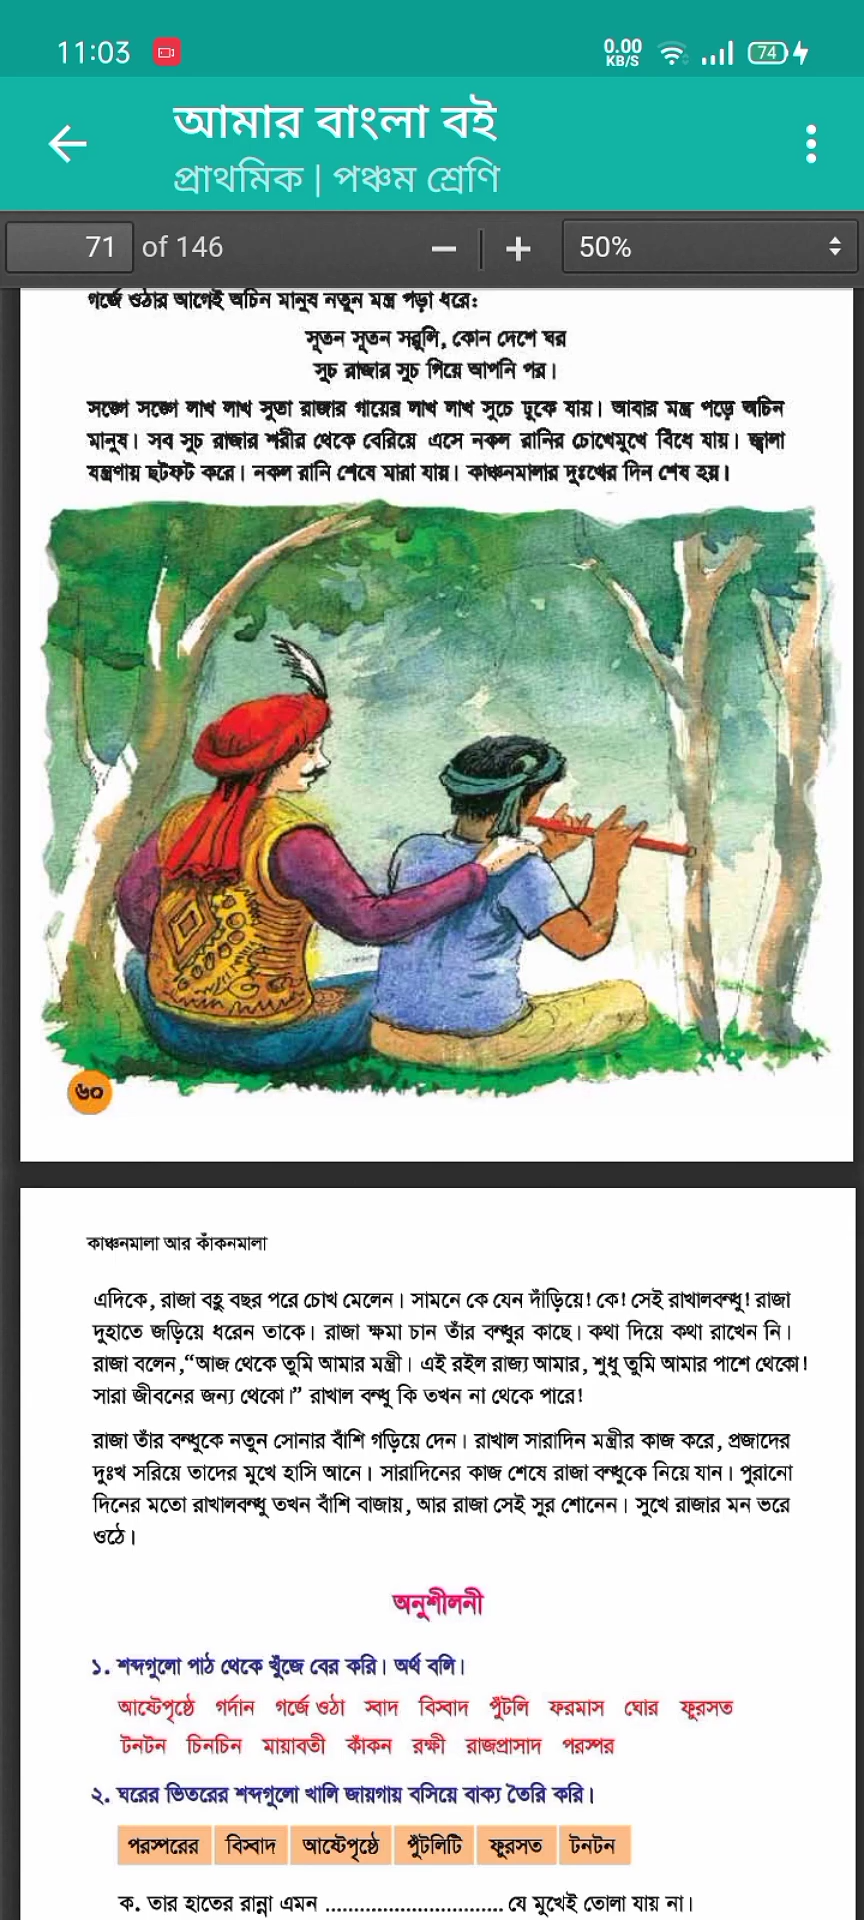 11:03
0.00
KB/S
74
আমার বাংলা বই
প্রাথমিক | পঞ্চম শ্রেণি
71 of 146
50%
গর্জে ওঠার আগেই অচিন মানুষ নতুন মন্ত্র পড়া ধরে:
সূতন সূতন সরুলি, কোন দেশে ঘর
সুচ রাজার সুচ গিয়ে আপনি পর।
সঙ্গে সঙ্গে লাখ লাখ সুতা রাজার গায়ের লাখ লাখ সুচে ঢুকে যায়। আবার মন্ত্র পড়ে অচিন
মানুষ। সব সুচ রাজার শরীর থেকে বেরিয়ে এসে নকল রানির চোখেমুখে বিঁধে যায়। জ্বালা
যন্ত্রণায় ছটফট করে। নকল রানি শেষে মারা যায়। কাঞ্চনমালার দুঃখের দিন শেষ হয়।
৬০
কাঞ্চনমালা আর কাঁকনমালা
এদিকে, রাজা বহু বছর পরে চোখ মেলেন। সামনে কে যেন দাঁড়িয়ে! কে! সেই রাখালবন্ধু! রাজা
দুহাতে জড়িয়ে ধরেন তাকে। রাজা ক্ষমা চান তাঁর বন্ধুর কাছে। কথা দিয়ে কথা রাখেন নি।
রাজা বলেন,“আজ থেকে তুমি আমার মন্ত্রী। এই রইল রাজ্য আমার, শুধু তুমি আমার পাশে থেকো!
সারা জীবনের জন্য থেকো।” রাখাল বন্ধু কি তখন না থেকে পারে!
রাজা তাঁর বন্ধুকে নতুন সোনার বাঁশি গড়িয়ে দেন। রাখাল সারাদিন মন্ত্রীর কাজ করে, প্রজাদের
দুঃখ সরিয়ে তাদের মুখে হাসি আনে। সারাদিনের কাজ শেষে রাজা বন্ধুকে নিয়ে যান। পুরানো
দিনের মতো রাখালবন্ধু তখন বাঁশি বাজায়, আর রাজা সেই সুর শোনেন। সুখে রাজার মন ভরে
ওঠে।
অনুশীলনী
১. শব্দগুলো পাঠ থেকে খুঁজে বের করি। অর্থ বলি।
আষ্টেপৃষ্ঠে গর্দান গর্জে ওঠা স্বাদ বিস্বাদ পুঁটলি ফরমাস ঘোর ফুরসত
টনটন চিনচিন মায়াবতী কাঁকন রক্ষী রাজপ্রাসাদ পরস্পর
২. ঘরের ভিতরের শব্দগুলো খালি জায়গায় বসিয়ে বাক্য তৈরি করি।
পরস্পরের বিস্বাদ আষ্টেপৃষ্ঠে পুঁটলিটি ফুরসত টনটন
ক. তার হাতের রান্না এমন ............................... যে মুখেই তোলা যায় না।